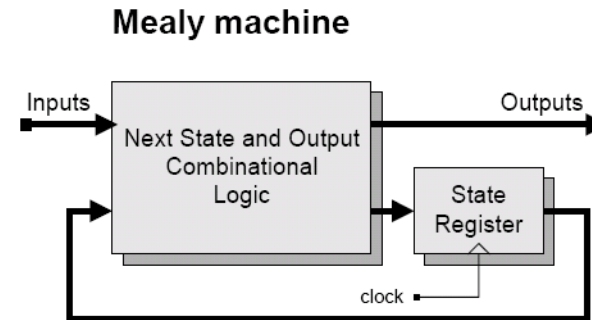 Mealy machine
Inputs
Outputs
Next State and Output
Combinational
Logic
State
Register
clock